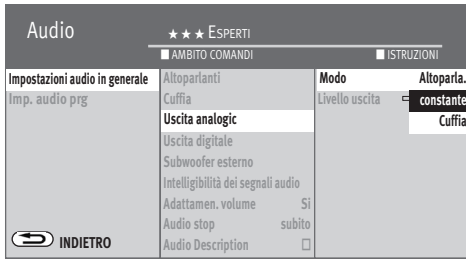 Audio
★ ★ ★ ESPERTI
AMBITO COMANDI
ISTRUZIONI
Impostazioni audio in generale
Imp. audio prg
INDIETRO
Altoparlanti
Cuffia
Uscita analogic
Uscita digitale
Subwoofer esterno
Intelligibilità dei segnali audio
Adattamen. volume Si
Audio stop subito
Audio Description
Modo Altoparla.
Livello uscita constante
Cuffia